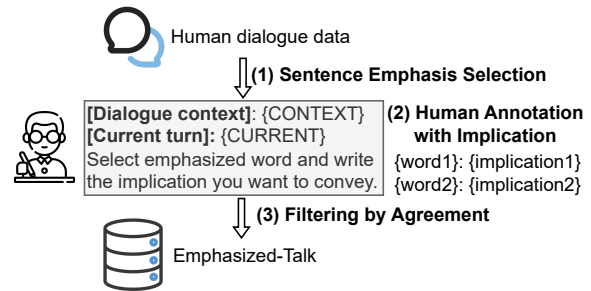 Human dialogue data
(1) Sentence Emphasis Selection
[Dialogue context]: {CONTEXT}
[Current turn]: {CURRENT}
Select emphasized word and write
the implication you want to convey.
(2) Human Annotation
with Implication
{word1}: {implication1}
{word2}: {implication2}
(3) Filtering by Agreement
Emphasized-Talk